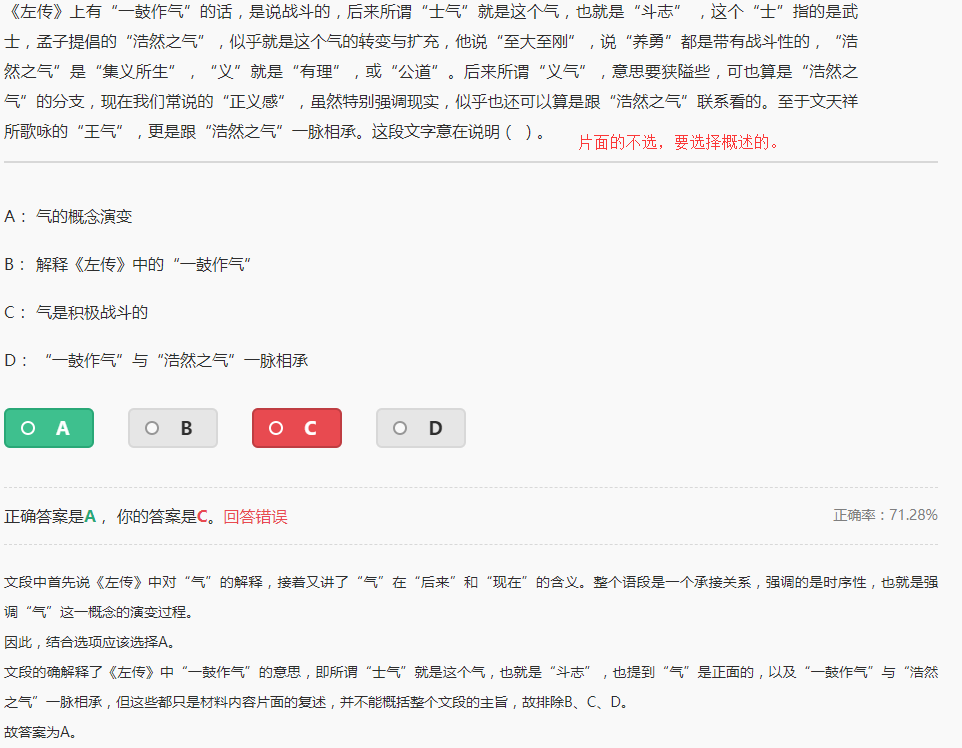 《左传》上有“一鼓作气”的话，是说战斗的，后来所谓“士气”就是这个气，也就是“斗志” ，这个“士”指的是武
士，孟子提倡的“浩然之气”，似乎就是这个气的转变与扩充，他说“至大至刚”，说“养勇”都是带有战斗性的，“浩
然之气”是“集义所生”，“义”就是“有理”，或“公道”。后来所谓“义气”，意思要狭隘些，可也算是“浩然之
气”的分支，现在我们常说的“正义感”，虽然特别强调现实，似乎也还可以算是跟“浩然之气”联系看的。至于文天祥
所歌咏的“王气”，更是跟“浩然之气”一脉相承。这段文字意在说明（  ）。
片面的不选，要选择概述的。
A： 气的概念演变
B： 解释《左传》中的“一鼓作气”
C： 气是积极战斗的
D： “一鼓作气”与“浩然之气”一脉相承
A B C D
正确答案是A， 你的答案是C。回答错误 正确率：71.28%
文段中首先说《左传》中对“气”的解释，接着又讲了“气”在“后来”和“现在”的含义。整个语段是一个承接关系，强调的是时序性，也就是强
调“气”这一概念的演变过程。
因此，结合选项应该选择A。
文段的确解释了《左传》中“一鼓作气”的意思，即所谓“士气”就是这个气，也就是“斗志”，也提到“气”是正面的，以及“一鼓作气”与“浩然
之气”一脉相承，但这些都只是材料内容片面的复述，并不能概括整个文段的主旨，故排除B、C、D。
故答案为A。